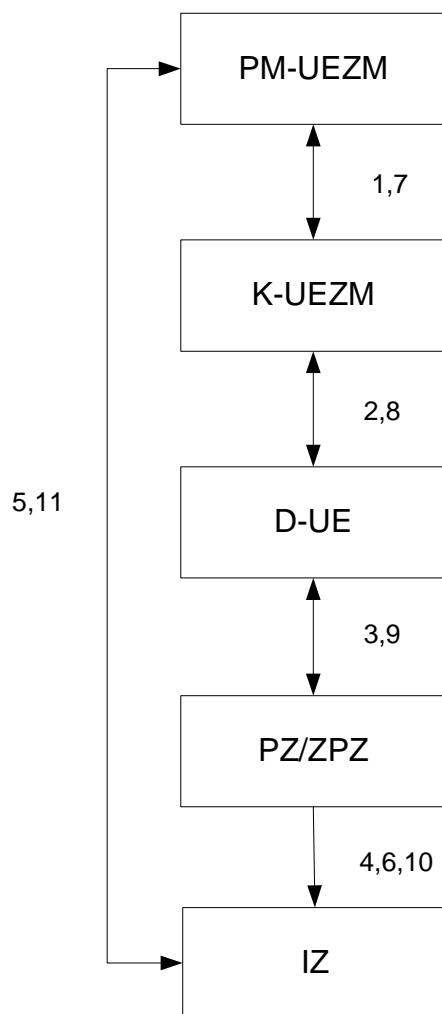 PM-UEZM
1,7
K-UEZM
2,8
5,11
D-UE
3,9
PZ/ZPZ
4,6,10
IZ